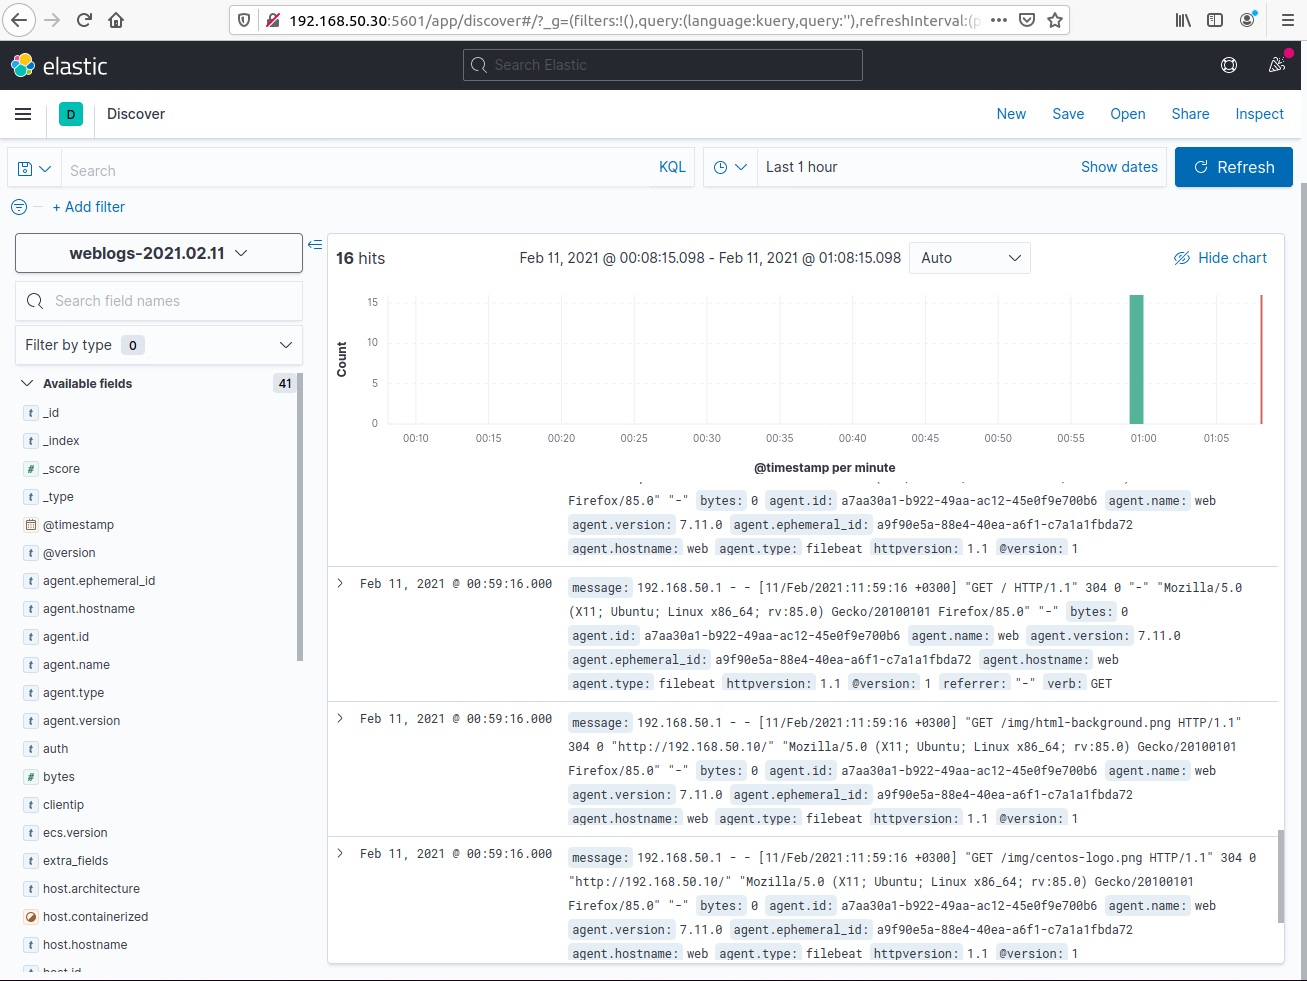 192.168.50.30:5601/app/discover#/?_g=(filters:!(),query:(language:kuery,query:''),refreshInterval:(p
elastic
Search Elastic
D
Discover
New
Save
Open
Share
Inspect
Search
KQL
Last 1 hour
Show dates
Refresh
+ Add filter
weblogs-2021.02.11
Search field names
Filter by type 0
Available fields 41
t _id
t _index
# _score
t _type
@timestamp
t @version
t agent.ephemeral_id
t agent.hostname
t agent.id
t agent.name
t agent.type
t agent.version
t auth
# bytes
t clientip
t ecs.version
t extra_fields
t host.architecture
host.containerized
t host.hostname
t host.id
16 hits
Feb 11, 2021 @ 00:08:15.098 - Feb 11, 2021 @ 01:08:15.098
Auto
Hide chart
Count
15
10
5
0
00:10 00:15 00:20 00:25 00:30 00:35 00:40 00:45 00:50 00:55 01:00 01:05
@timestamp per minute
Firefox/85.0" "-" bytes: 0 agent.id: a7aa30a1-b922-49aa-ac12-45e0f9e700b6 agent.name: web
agent.version: 7.11.0 agent.ephemeral_id: a9f90e5a-88e4-40ea-a6f1-c7a1a1fbda72
agent.hostname: web agent.type: filebeat httpversion: 1.1 @version: 1
Feb 11, 2021 @ 00:59:16.000
message: 192.168.50.1 - - [11/Feb/2021:11:59:16 +0300] "GET / HTTP/1.1" 304 0 "-" "Mozilla/5.0
(X11; Ubuntu; Linux x86_64; rv:85.0) Gecko/20100101 Firefox/85.0" "-" bytes: 0
agent.id: a7aa30a1-b922-49aa-ac12-45e0f9e700b6 agent.name: web agent.version: 7.11.0
agent.ephemeral_id: a9f90e5a-88e4-40ea-a6f1-c7a1a1fbda72 agent.hostname: web
agent.type: filebeat httpversion: 1.1 @version: 1 referrer: "-" verb: GET
Feb 11, 2021 @ 00:59:16.000
message: 192.168.50.1 - - [11/Feb/2021:11:59:16 +0300] "GET /img/html-background.png HTTP/1.1"
304 0 "http://192.168.50.10/" "Mozilla/5.0 (X11; Ubuntu; Linux x86_64; rv:85.0) Gecko/20100101
Firefox/85.0" "-" bytes: 0 agent.id: a7aa30a1-b922-49aa-ac12-45e0f9e700b6 agent.name: web
agent.version: 7.11.0 agent.ephemeral_id: a9f90e5a-88e4-40ea-a6f1-c7a1a1fbda72
agent.hostname: web agent.type: filebeat httpversion: 1.1 @version: 1
Feb 11, 2021 @ 00:59:16.000
message: 192.168.50.1 - - [11/Feb/2021:11:59:16 +0300] "GET /img/centos-logo.png HTTP/1.1" 304 0
"http://192.168.50.10/" "Mozilla/5.0 (X11; Ubuntu; Linux x86_64; rv:85.0) Gecko/20100101
Firefox/85.0" "-" bytes: 0 agent.id: a7aa30a1-b922-49aa-ac12-45e0f9e700b6 agent.name: web
agent.version: 7.11.0 agent.ephemeral_id: a9f90e5a-88e4-40ea-a6f1-c7a1a1fbda72
agent.hostname: web agent.type: filebeat httpversion: 1.1 @version: 1